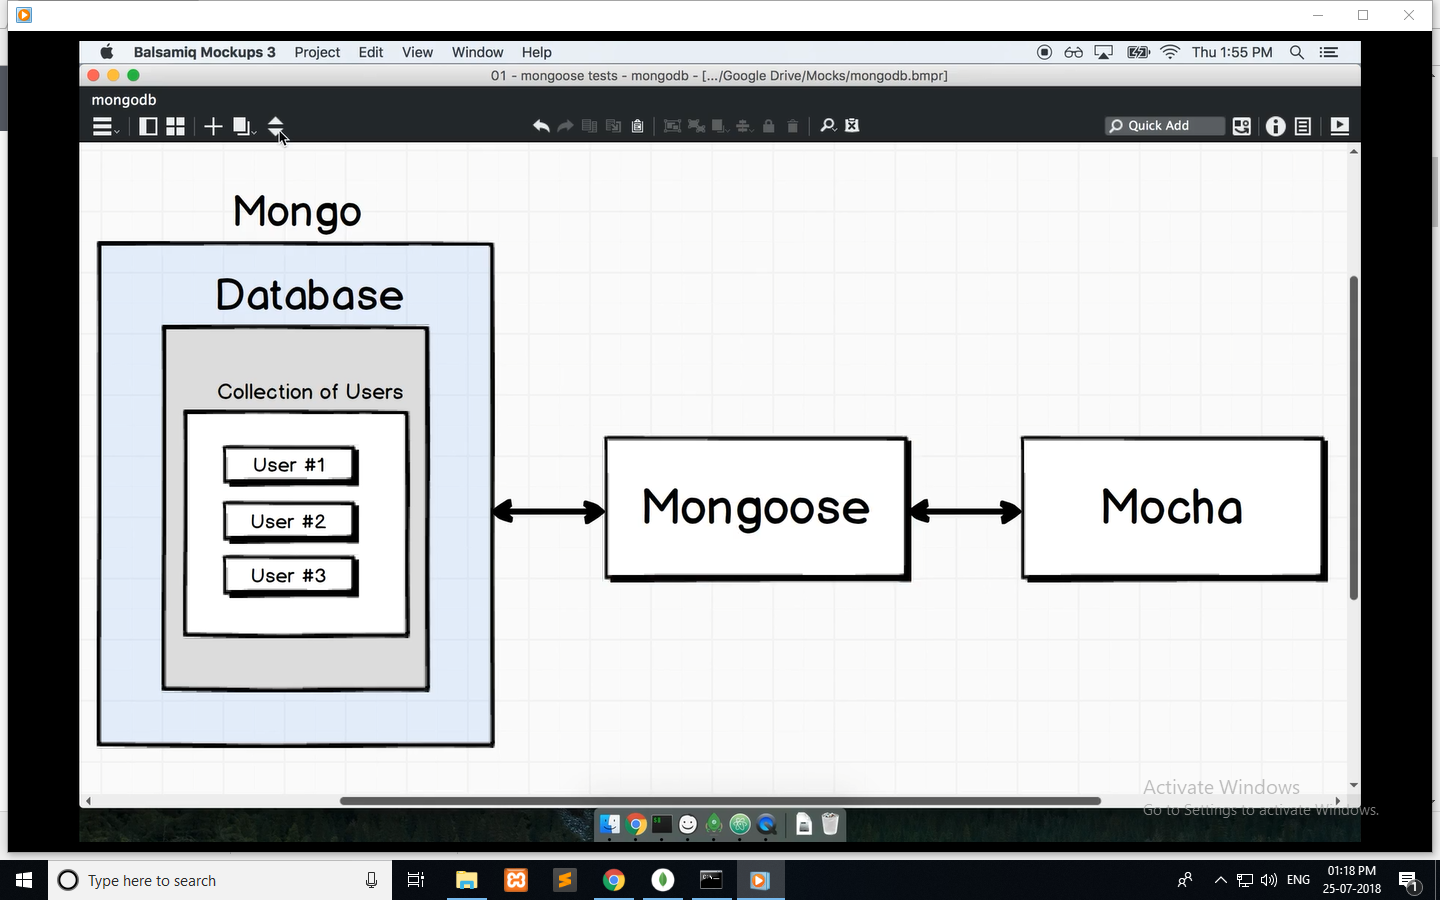 Balsamiq Mockups 3 Project Edit View Window Help Thu 1:55 PM
01 - mongoose tests - mongodb - [.../Google Drive/Mocks/mongodb.bmpr]
mongodb
Quick Add
Mongo
Database
Collection of Users
User #1
User #2
User #3
Mongoose
Mocha
Activate Windows
Go to Settings to activate Windows.
Type here to search
ENG
01:18 PM
25-07-2018
1